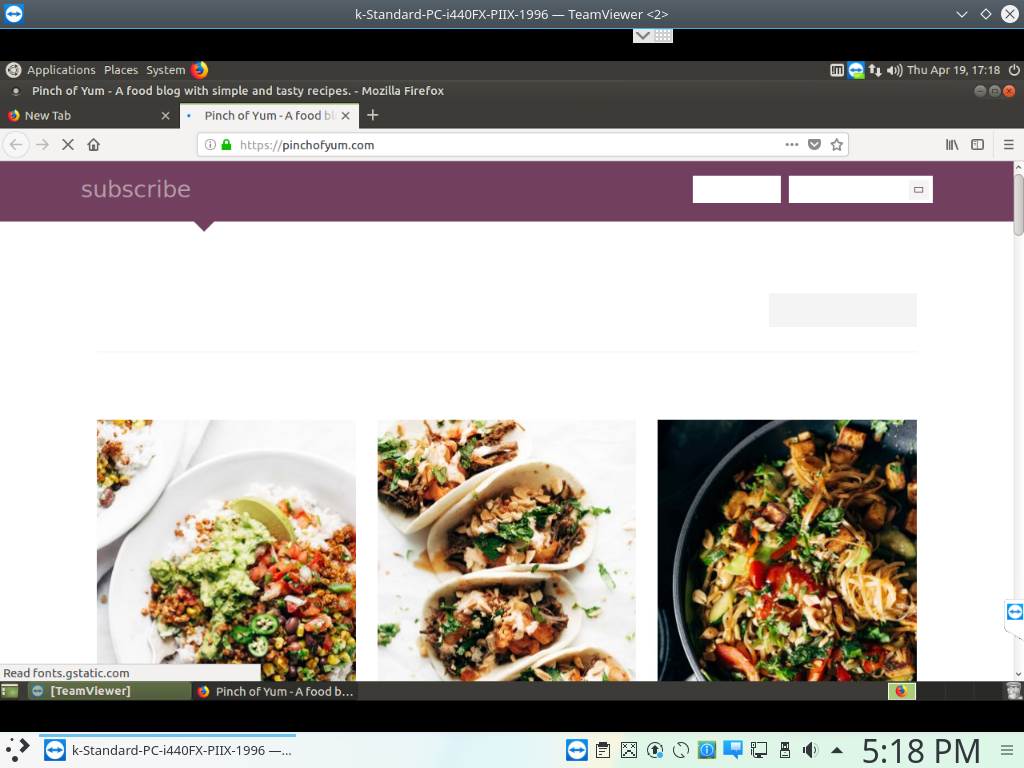 k-Standard-PC-i440FX-PIIX-1996 — TeamViewer <2>
Applications Places System
Thu Apr 19, 17:18
Pinch of Yum - A food blog with simple and tasty recipes. - Mozilla Firefox
New Tab
Pinch of Yum - A food bl
https://pinchofyum.com
subscribe
Read fonts.gstatic.com
[TeamViewer]
Pinch of Yum - A food b...
k-Standard-PC-i440FX-PIIX-1996 —...
5:18 PM